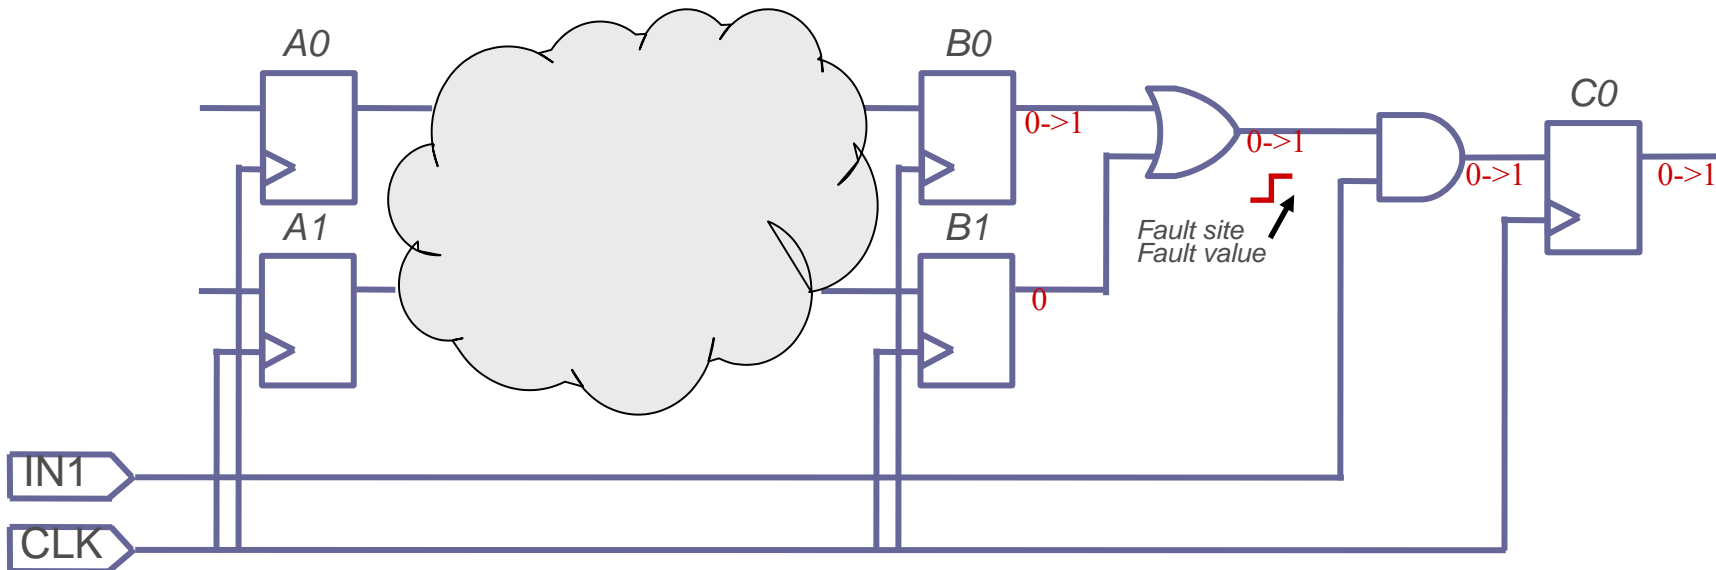 A0
B0
C0
0->1
0->1
0->1
0->1
A1
B1
Fault site
Fault value
0
IN1
CLK